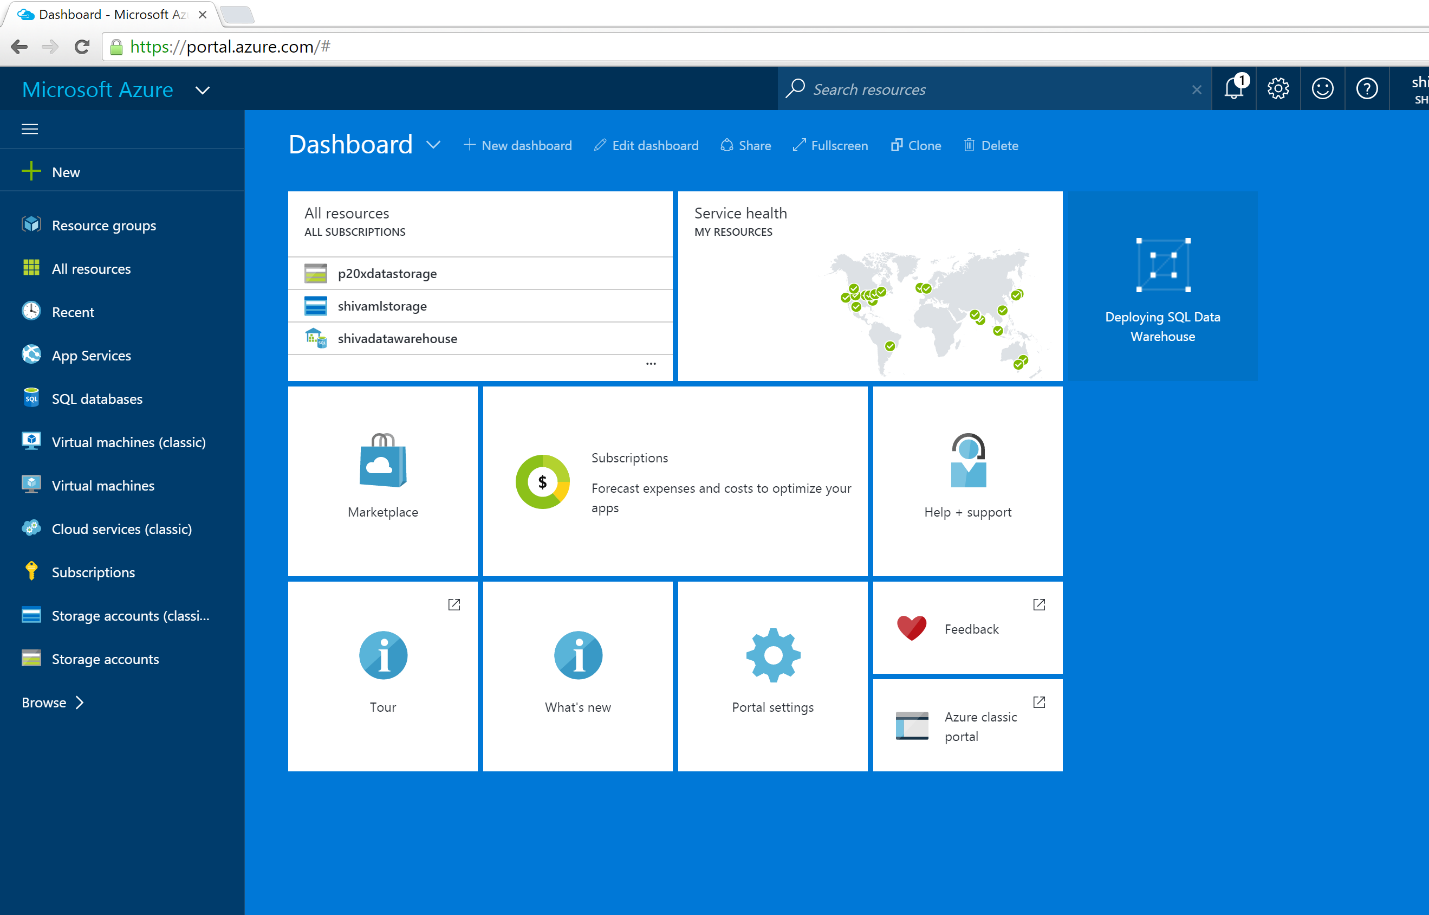 Dashboard - Microsoft Az
https://portal.azure.com/#
Microsoft Azure
Search resources
1
shi
SH
Dashboard
New dashboard
Edit dashboard
Share
Fullscreen
Clone
Delete
New
Resource groups
All resources
Recent
App Services
SQL databases
Virtual machines (classic)
Virtual machines
Cloud services (classic)
Subscriptions
Storage accounts (classi...
Storage accounts
Browse
All resources
ALL SUBSCRIPTIONS
p20xdatastorage
shivamlstorage
shivadatawarehouse
...
Service health
MY RESOURCES
Deploying SQL Data
Warehouse
Marketplace
$
Subscriptions
Forecast expenses and costs to optimize your
apps
Help + support
Tour
What's new
Portal settings
Feedback
Azure classic
portal